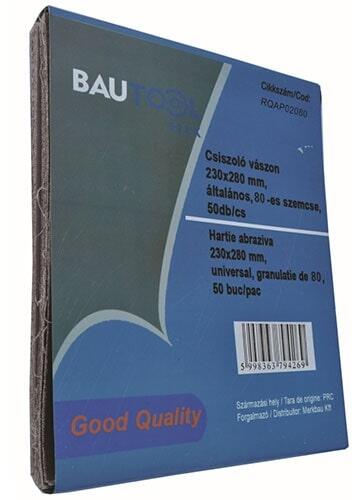 Cikkszám/Cod:
RQAP02080
BAUTOOL
Csiszoló vászon
230x280 mm,
általános, 80 -es szemcse,
50db/cs
Hartie abraziva
230x280 mm,
universal, granulatie de 80,
50 buc/pac
5 998363 794269
Good Quality
Származási hely / Tara de origine: PRC
Forgalmazó / Distribuitor: Merkbau Kft